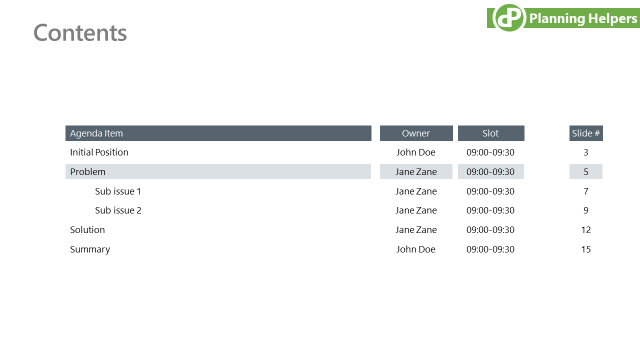 Contents
Planning Helpers
Agenda Item Owner Slot Slide #
Initial Position John Doe 09:00-09:30 3
Problem Jane Zane 09:00-09:30 5
Sub issue 1 Jane Zane 09:00-09:30 7
Sub issue 2 Jane Zane 09:00-09:30 9
Solution Jane Zane 09:00-09:30 12
Summary John Doe 09:00-09:30 15